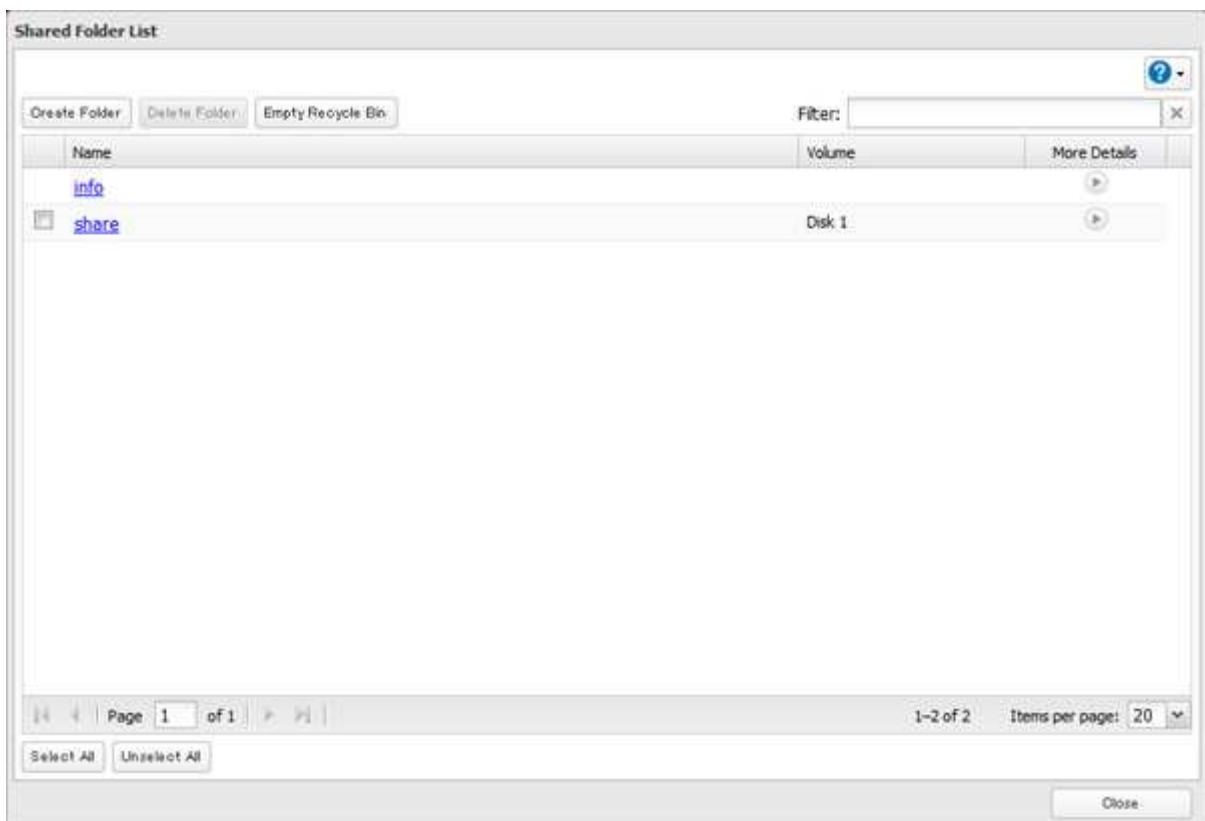 Shared Folder List
Create Folder Delete Folder Empty Recycle Bin Filter:
Name Volume More Details
info
share Disk 1
Page 1 of 1 1-2 of 2 Items per page: 20
Select All Unselect All
Close